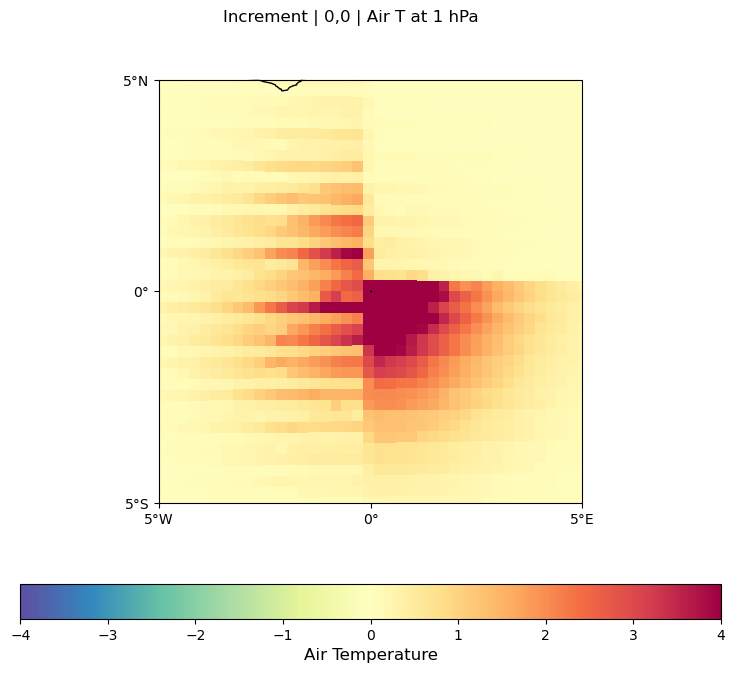 Increment | 0,0 | Air T at 1 hPa
5°N
0°
5°S
5°W 0° 5°E
−4 −3 −2 −1 0 1 2 3 4
Air Temperature